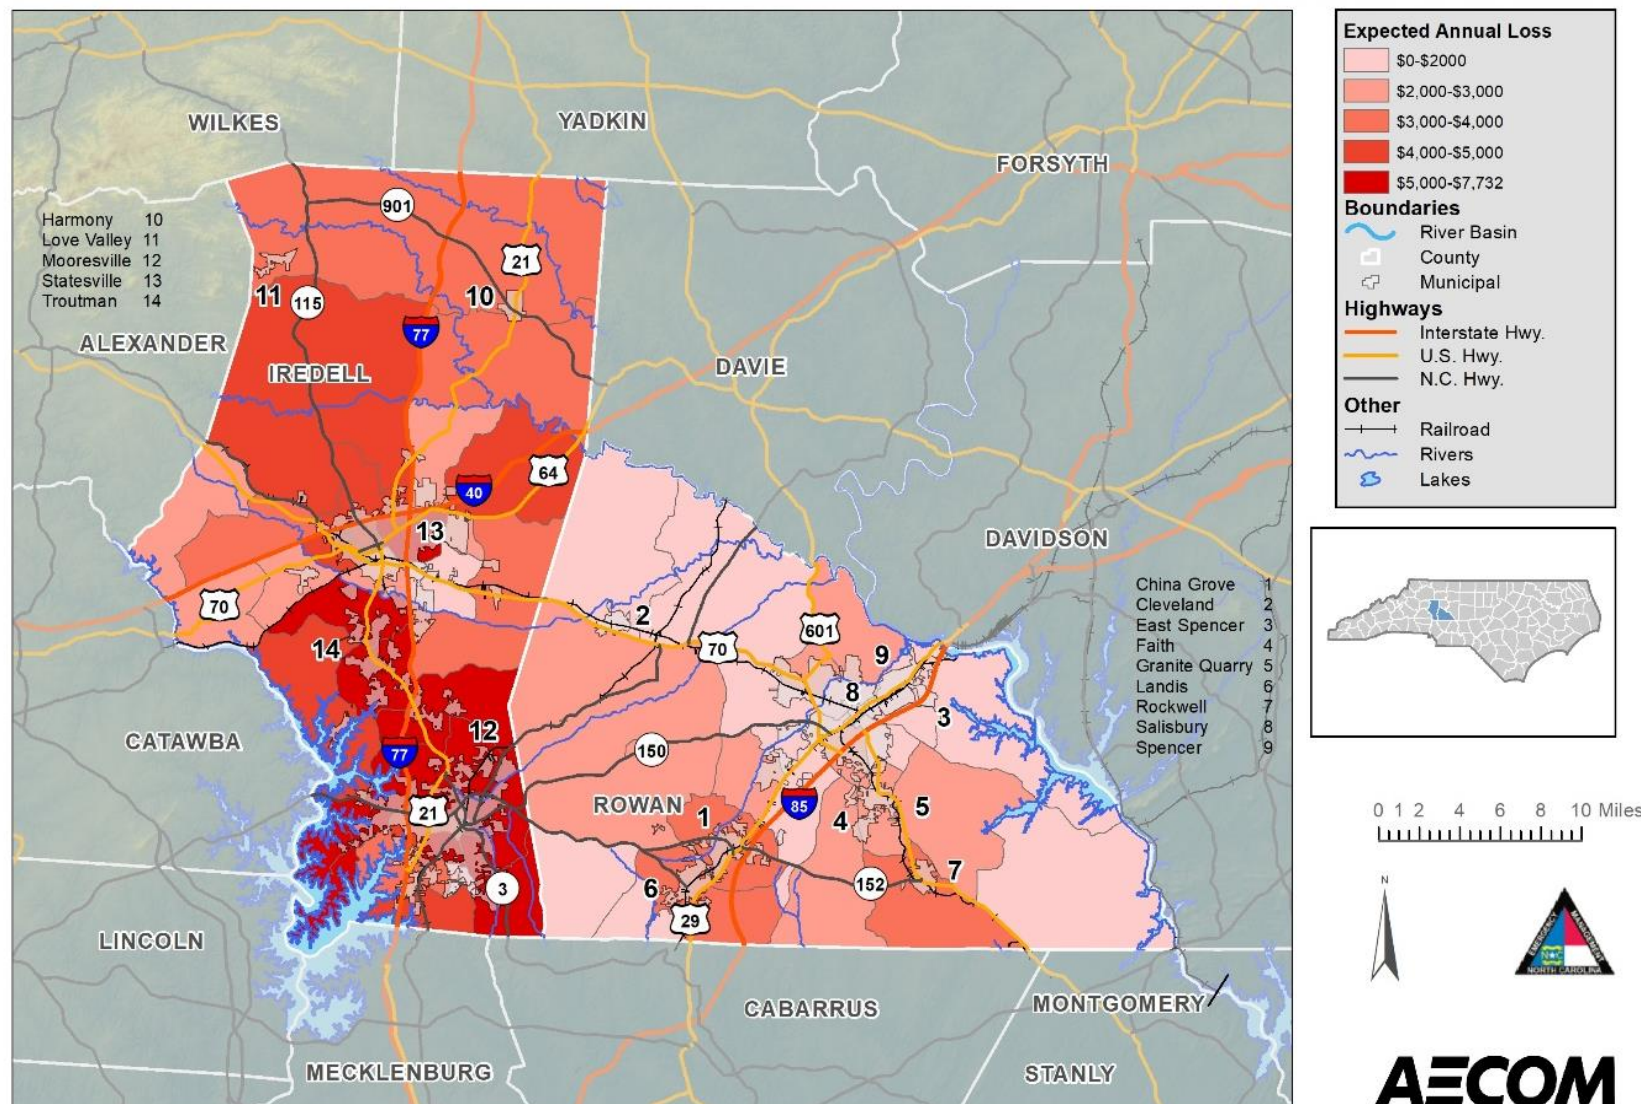 WILKES
YADKIN
FORSYTH
901
Harmony 10
Love Valley 11
Mooresville 12
Statesville 13
Troutman 14
21
11
115
10
77
ALEXANDER
IREDELL
DAVIE
64
40
13
DAVIDSON
70
2
70
601
China Grove 1
Cleveland 2
East Spencer 3
Faith 4
Granite Quarry 5
Landis 6
Rockwell 7
Salisbury 8
Spencer 9
14
9
8
3
12
CATAWBA
77
150
21
ROWAN
1
85
4
5
6
3
152
7
29
LINCOLN
CABARRUS
MONTGOMERY
MECKLENBURG
STANLY
Expected Annual Loss
$0-$2000
$2,000-$3,000
$3,000-$4,000
$4,000-$5,000
$5,000-$7,732
Boundaries
River Basin
County
Municipal
Highways
Interstate Hwy.
U.S. Hwy.
N.C. Hwy.
Other
Railroad
Rivers
Lakes
0 1 2 4 6 8 10 Miles
N
EMERGENCY
MANAGEMENT
NORTH CAROLINA
AECOM